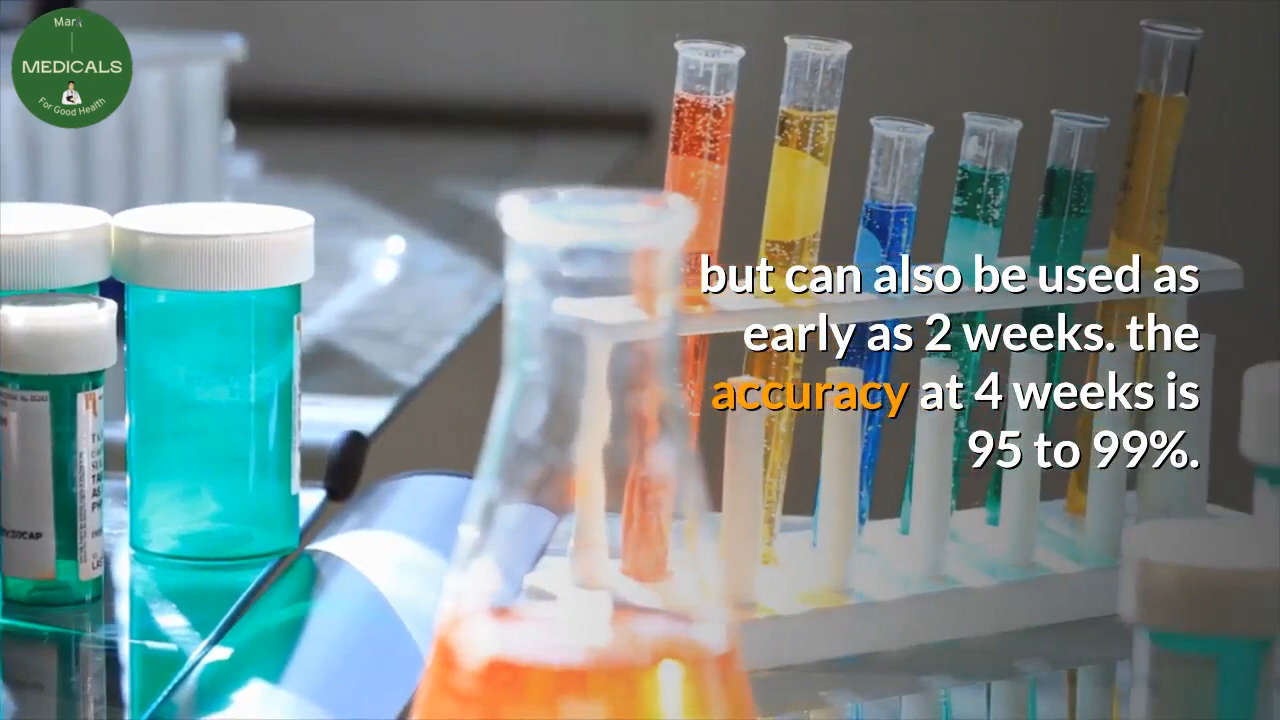 Mark
MEDICALS
For Good Health
but can also be used as
early as 2 weeks. the
accuracy at 4 weeks is
95 to 99%.